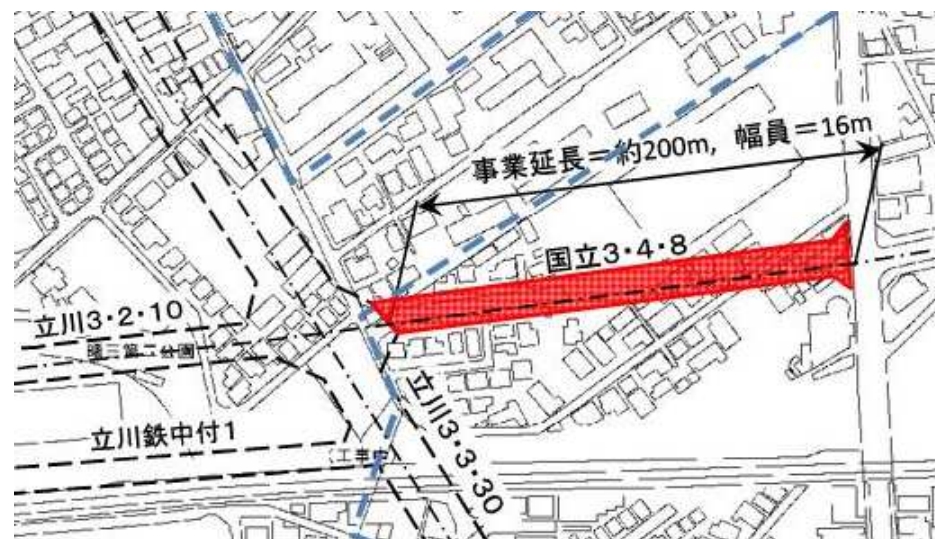 事業延長=約200m, 幅員=16m
国立3・4・8
立川3・2・10
立川鉄中付1
立川3・3・30
(工事中)